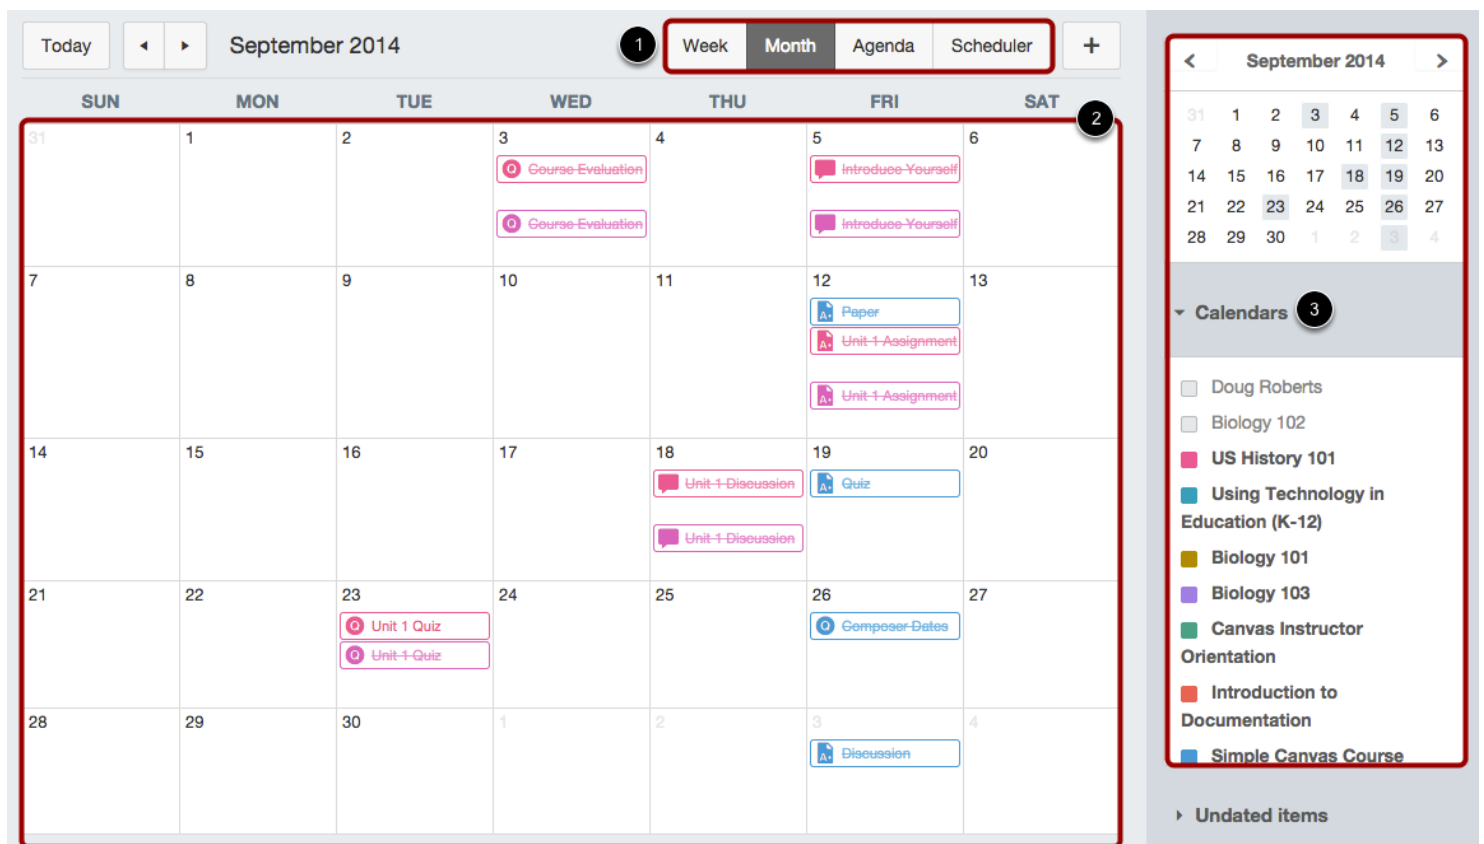 Today
September 2014
1
Week Month Agenda Scheduler +
SUN MON TUE WED THU FRI SAT
2
31 1 2 3 4 5 6
Q Course Evaluation
Introduce Yourself
Q Course Evaluation
Introduce Yourself
7 8 9 10 11 12 13
A+ Paper
A+ Unit 1 Assignment
A+ Unit 1 Assignment
14 15 16 17 18 19 20
Unit 1 Discussion
A+ Quiz
Unit 1 Discussion
21 22 23 24 25 26 27
Q Unit 1 Quiz
Q Composer Dates
Q Unit 1 Quiz
28 29 30 1 2 3 4
A+ Discussion
September 2014
31 1 2 3 4 5 6
7 8 9 10 11 12 13
14 15 16 17 18 19 20
21 22 23 24 25 26 27
28 29 30 1 2 3 4
Calendars 3
Doug Roberts
Biology 102
US History 101
Using Technology in
Education (K-12)
Biology 101
Biology 103
Canvas Instructor
Orientation
Introduction to
Documentation
Simple Canvas Course
Undated items